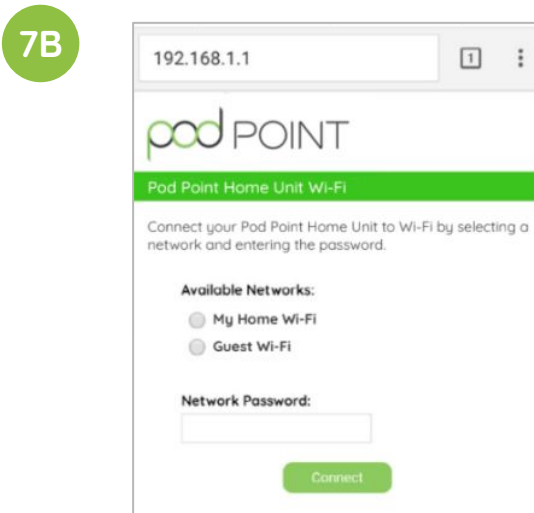 7B
192.168.1.1
1
pod POINT
Pod Point Home Unit Wi-Fi
Connect your Pod Point Home Unit to Wi-Fi by selecting a
network and entering the password.
Available Networks:
My Home Wi-Fi
Guest Wi-Fi
Network Password:
Connect